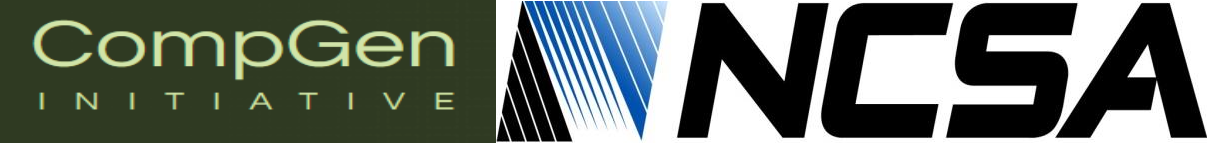 CompGen
INITIATIVE
NCSA